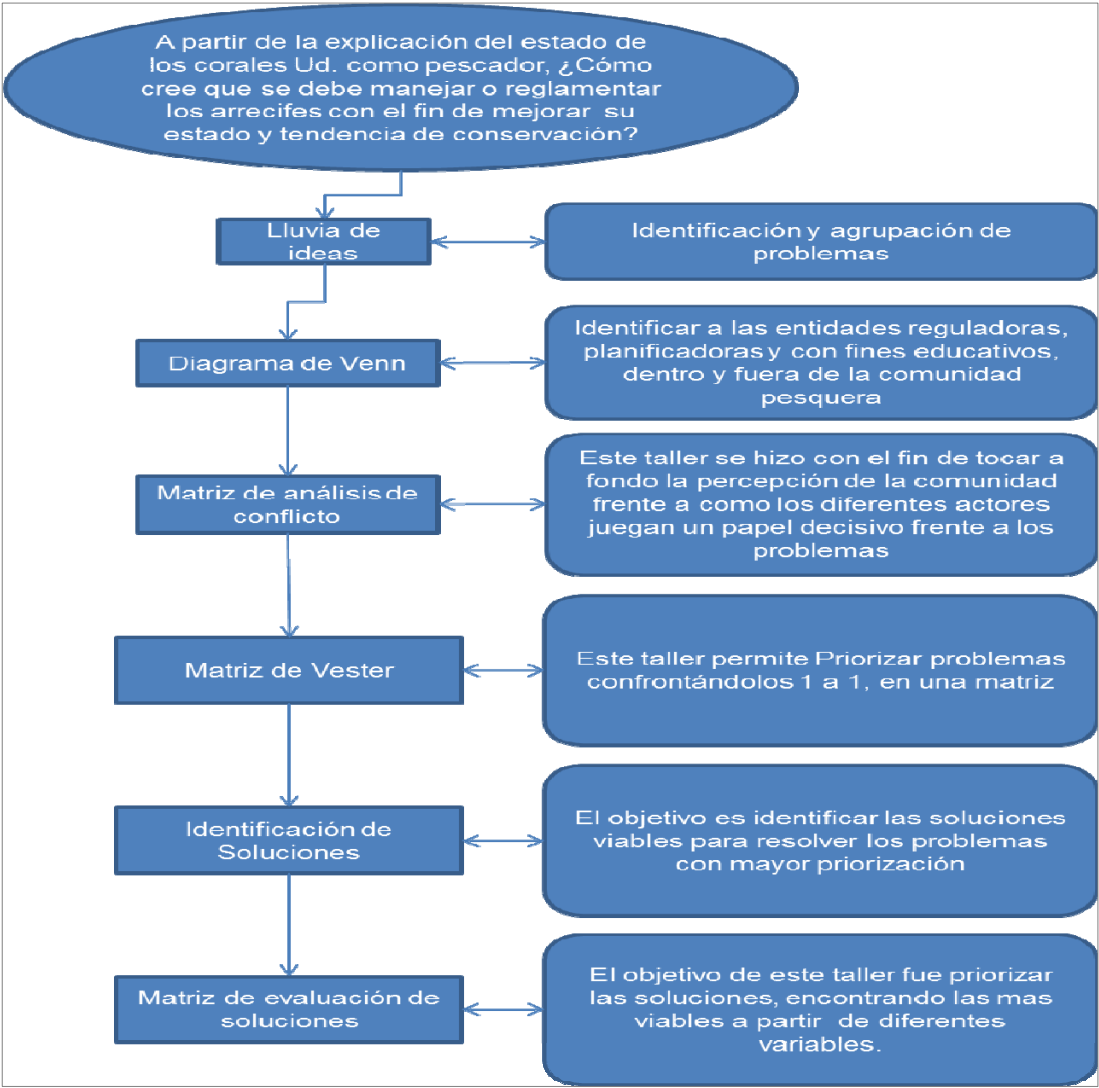 A partir de la explicación del estado de
los corales Ud. como pescador, ¿Cómo
cree que se debe manejar o reglamentar
los arrecifes con el fin de mejorar su
estado y tendencia de conservación?
Lluvia de
ideas
Identificación y agrupación de
problemas
Diagrama de Venn
Identificar a las entidades reguladoras,
planificadoras y con fines educativos,
dentro y fuera de la comunidad
pesquera
Matriz de análisis de
conflicto
Este taller se hizo con el fin de tocar a
fondo la percepción de la comunidad
frente a como los diferentes actores
juegan un papel decisivo frente a los
problemas
Matriz de Vester
Este taller permite Priorizar problemas
confrontándolos 1 a 1, en una matriz
Identificación de
Soluciones
El objetivo es identificar las soluciones
viables para resolver los problemas
con mayor priorización
Matriz de evaluación de
soluciones
El objetivo de este taller fue priorizar
las soluciones, encontrando las mas
viables a partir de diferentes
variables.